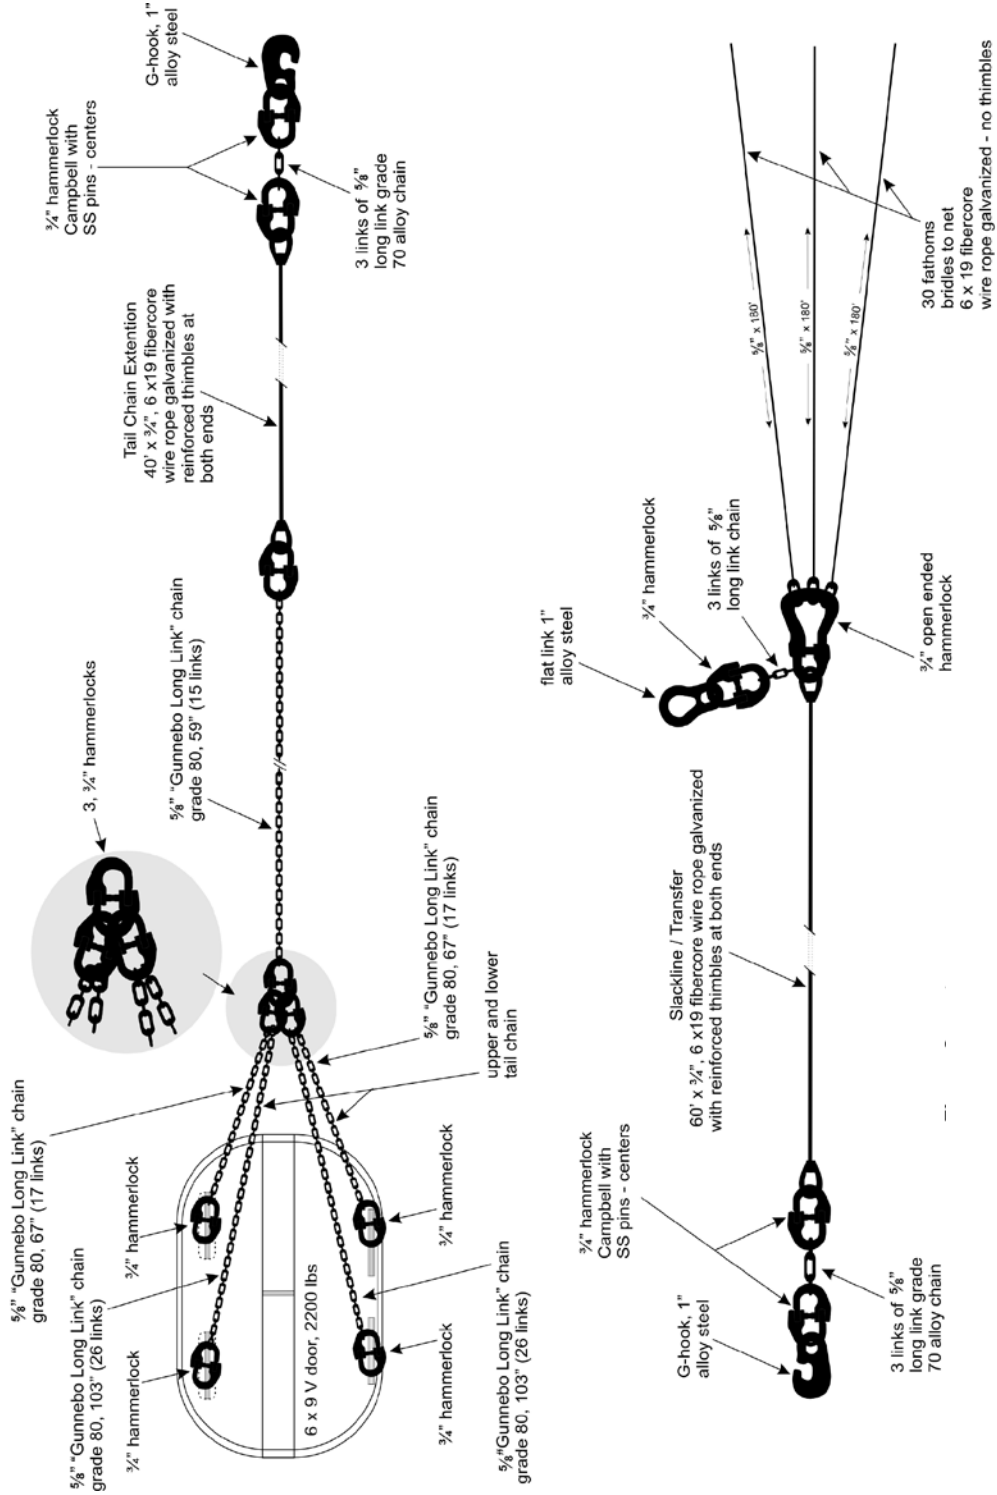 G-hook, 1"
alloy steel
¾" hammerlock
Campbell with
SS pins - centers
3 links of ⅝"
long link grade
70 alloy chain
Tail Chain Extention
40' x ¾", 6 x19 fibercore
wire rope galvanized with
reinforced thimbles at
both ends
⅝" "Gunnebo Long Link" chain
grade 80, 59" (15 links)
3, ¾" hammerlocks
⅝" "Gunnebo Long Link" chain
grade 80, 67" (17 links)
upper and lower
tail chain
⅝" "Gunnebo Long Link" chain
grade 80, 67" (17 links)
¾" hammerlock
¾" hammerlock
⅝" "Gunnebo Long Link" chain
grade 80, 103" (26 links)
¾" hammerlock
6 x 9 V door, 2200 lbs
¾" hammerlock
⅝"Gunnebo Long Link" chain
grade 80, 103" (26 links)
30 fathoms
bridles to net
6 x 19 fibercore
wire rope galvanized - no thimbles
⅝" x 180'
⅝" x 180'
⅝" x 180'
flat link 1"
alloy steel
¾" hammerlock
3 links of ⅝"
long link chain
¾" open ended
hammerlock
Slackline / Transfer
60' x ¾", 6 x19 fibercore wire rope galvanized
with reinforced thimbles at both ends
¾" hammerlock
Campbell with
SS pins - centers
G-hook, 1"
alloy steel
3 links of ⅝"
long link grade
70 alloy chain